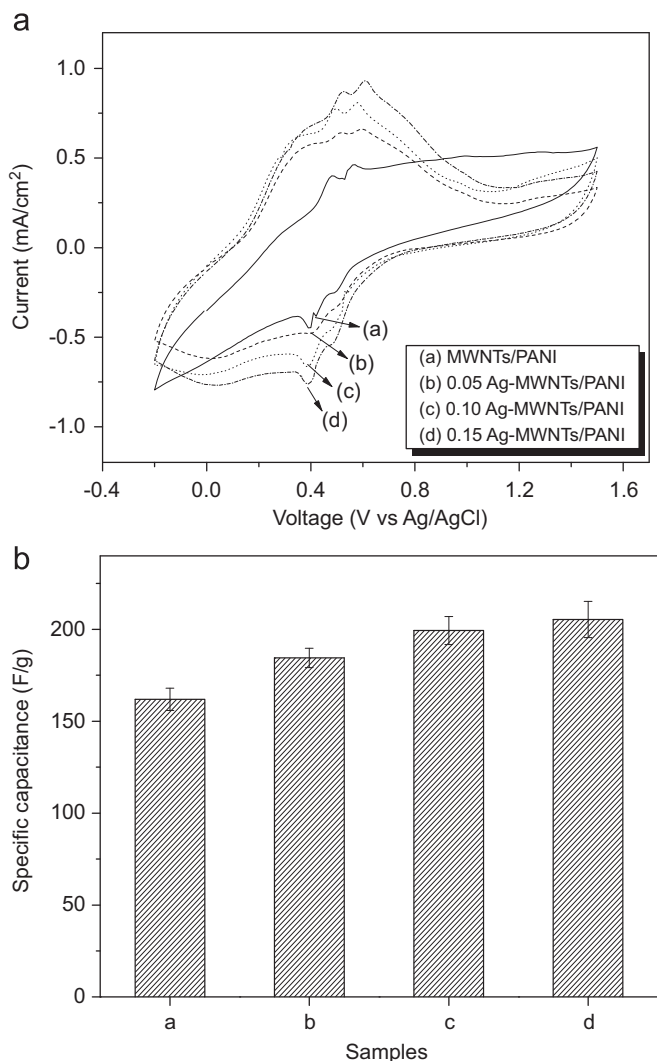 a
1.0
0.5
0.0
-0.5
-1.0
Current (mA/cm²)
(a)
(b)
(c)
(d)
(a) MWNTs/PANI
(b) 0.05 Ag-MWNTs/PANI
(c) 0.10 Ag-MWNTs/PANI
(d) 0.15 Ag-MWNTs/PANI
-0.4 0.0 0.4 0.8 1.2 1.6
Voltage (V vs Ag/AgCl)
b
200
150
100
50
0
Specific capacitance (F/g)
a b c d
Samples